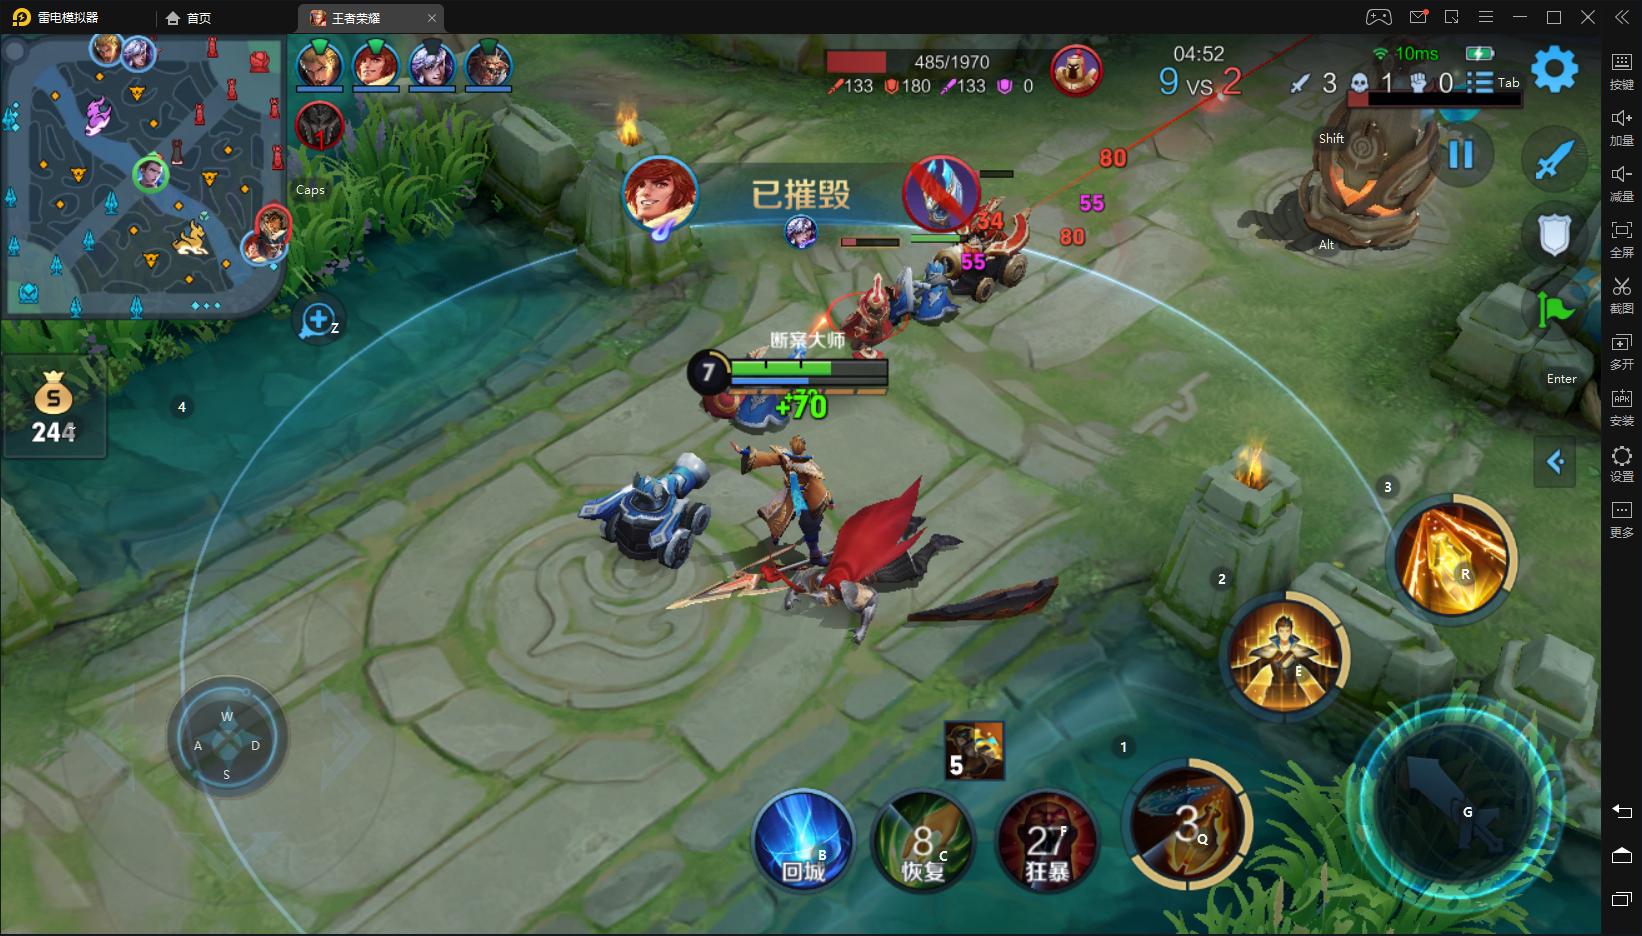 雷电模拟器
首页
王者荣耀
485/1970
133 180 133 0
04:52
9 VS 2
10ms
3 1 0
Tab
Shift
Alt
Caps
1
Z
已摧毁
80
55
34
80
55
断案大师
7
+70
244
4
3
2
1
R
E
Q
3
G
W
A
D
S
5
B
回城
8
C
恢复
27
F
狂暴
Enter
按键
加量
减量
全屏
截图
多开
APK
安装
设置
更多